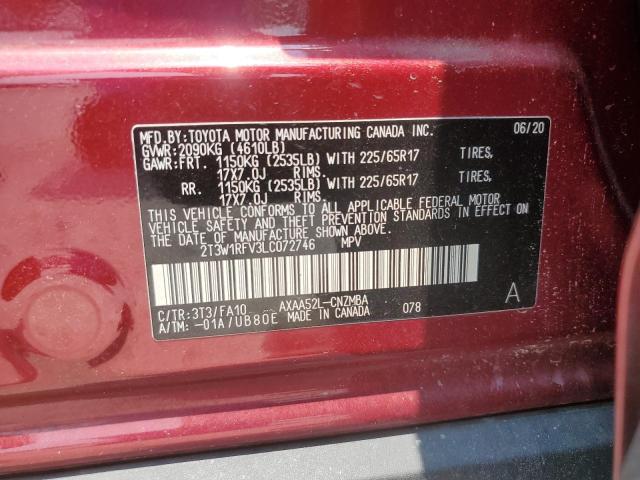 MFD.BY:TOYOTA MOTOR MANUFACTURING CANADA INC. 06/20
GVWR:2090KG (4610LB)
GAWR:FRT. 1150KG (2535LB) WITH 225/65R17 TIRES,
17X7.0J RIMS.
RR. 1150KG (2535LB) WITH 225/65R17 TIRES,
17X7.0J RIMS.
THIS VEHICLE CONFORMS TO ALL APPLICABLE FEDERAL MOTOR
VEHICLE SAFETY AND THEFT PREVENTION STANDARDS IN EFFECT ON
THE DATE OF MANUFACTURE SHOWN ABOVE.
2T3W1RFV3LC072746 MPV
C/TR:3T3/FA10 AXAA52L-CNZMBA 078 A
A/TM:-01A/UB80E MADE IN CANADA